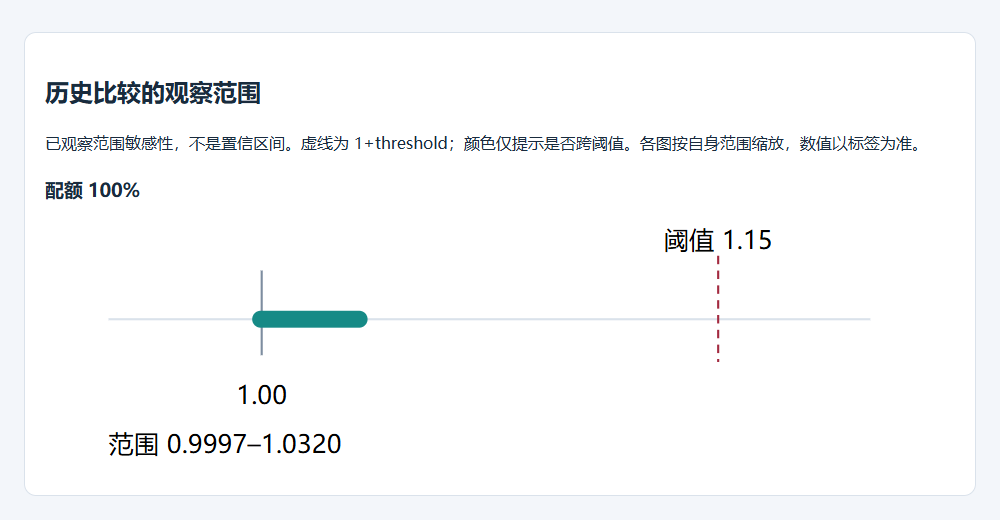 历史比较的观察范围
已观察范围敏感性，不是置信区间。虚线为 1+threshold；颜色仅提示是否跨阈值。各图按自身范围缩放，数值以标签为准。
配额 100%
阈值 1.15
1.00
范围 0.9997–1.0320